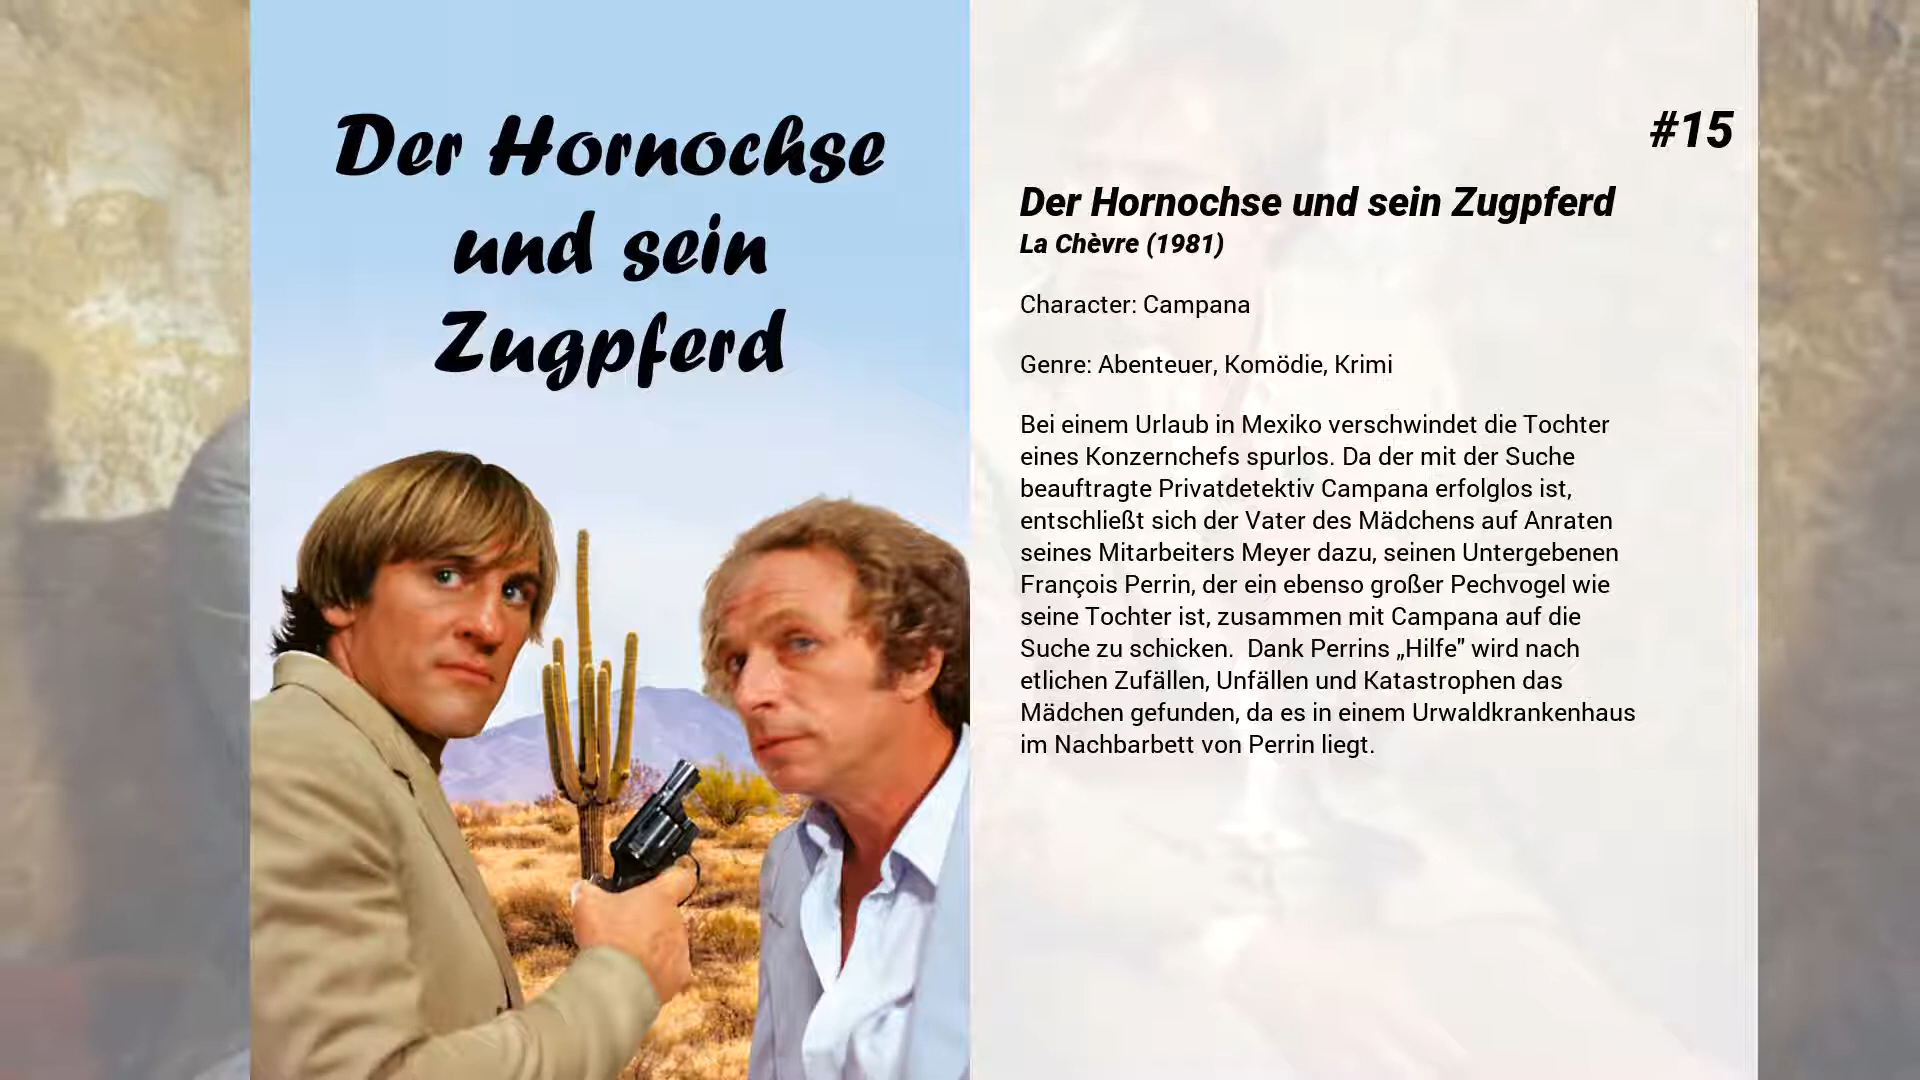 Der Hornochse
und sein
Zugpferd
#15
Der Hornochse und sein Zugpferd
La Chèvre (1981)
Character: Campana
Genre: Abenteuer, Komödie, Krimi
Bei einem Urlaub in Mexiko verschwindet die Tochter
eines Konzernchefs spurlos. Da der mit der Suche
beauftragte Privatdetektiv Campana erfolglos ist,
entschließt sich der Vater des Mädchens auf Anraten
seines Mitarbeiters Meyer dazu, seinen Untergebenen
François Perrin, der ein ebenso großer Pechvogel wie
seine Tochter ist, zusammen mit Campana auf die
Suche zu schicken.  Dank Perrins „Hilfe" wird nach
etlichen Zufällen, Unfällen und Katastrophen das
Mädchen gefunden, da es in einem Urwaldkrankenhaus
im Nachbarbett von Perrin liegt.